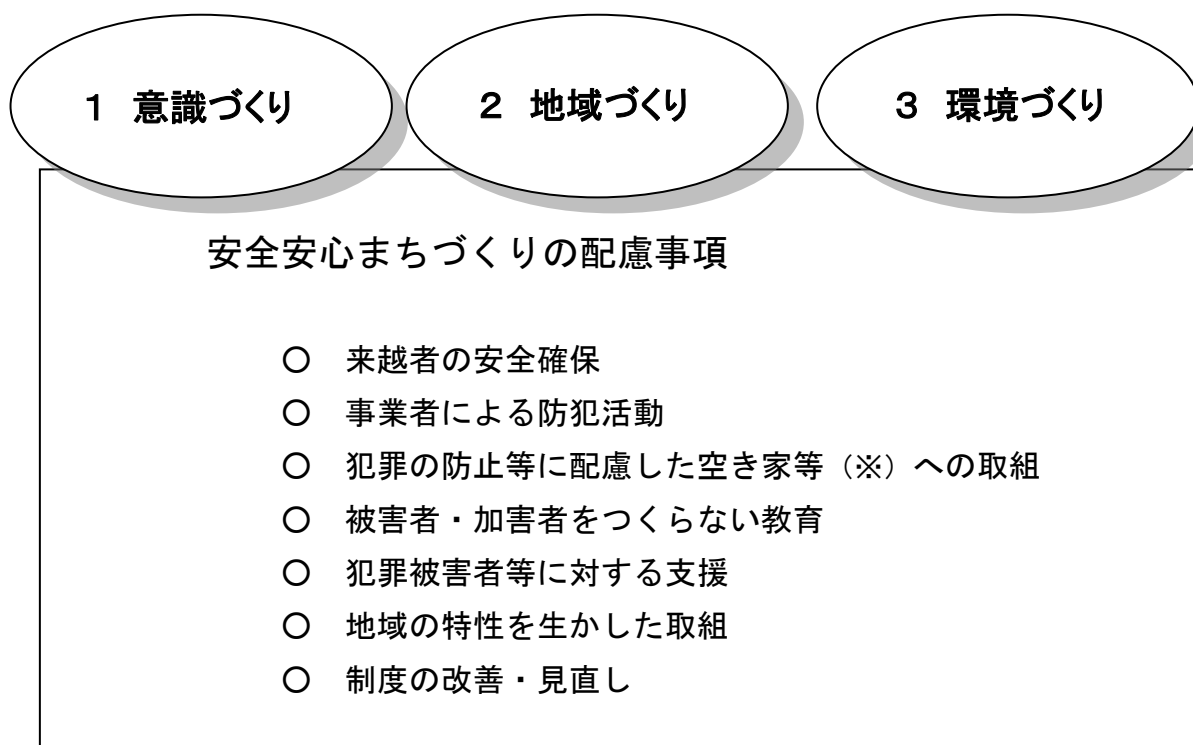 1 意識づくり
2 地域づくり
3 環境づくり
安全安心まちづくりの配慮事項
○ 来越者の安全確保
○ 事業者による防犯活動
○ 犯罪の防止等に配慮した空き家等（※）への取組
○ 被害者・加害者をつくらない教育
○ 犯罪被害者等に対する支援
○ 地域の特性を生かした取組
○ 制度の改善・見直し